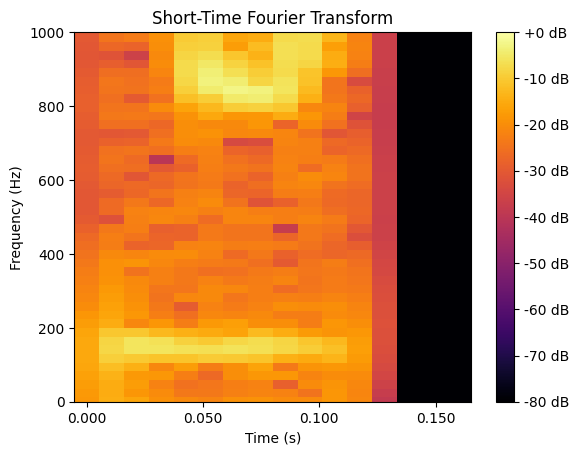 Short-Time Fourier Transform
Frequency (Hz)
1000
800
600
400
200
0
0.000
0.050
0.100
0.150
Time (s)
+0 dB
-10 dB
-20 dB
-30 dB
-40 dB
-50 dB
-60 dB
-70 dB
-80 dB